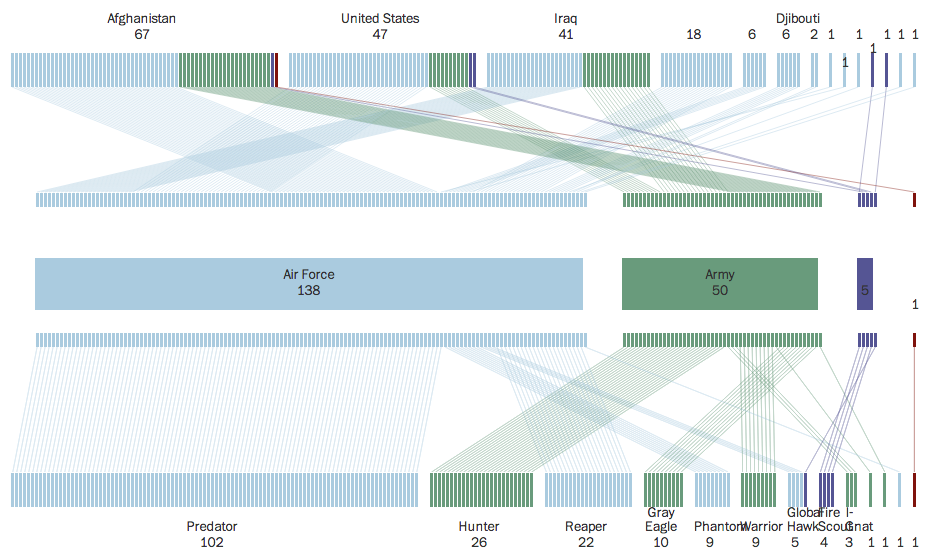 Afghanistan United States Iraq Djibouti
67 47 41 18 6 6 2 1 1 1 1 1 1 1 1
Air Force Army
138 50 5 1
Predator Hunter Reaper Gray Eagle Phantom Warrior Global Hawk Fire Scout I-Gnat
102 26 22 10 9 9 5 4 3 1 1 1 1